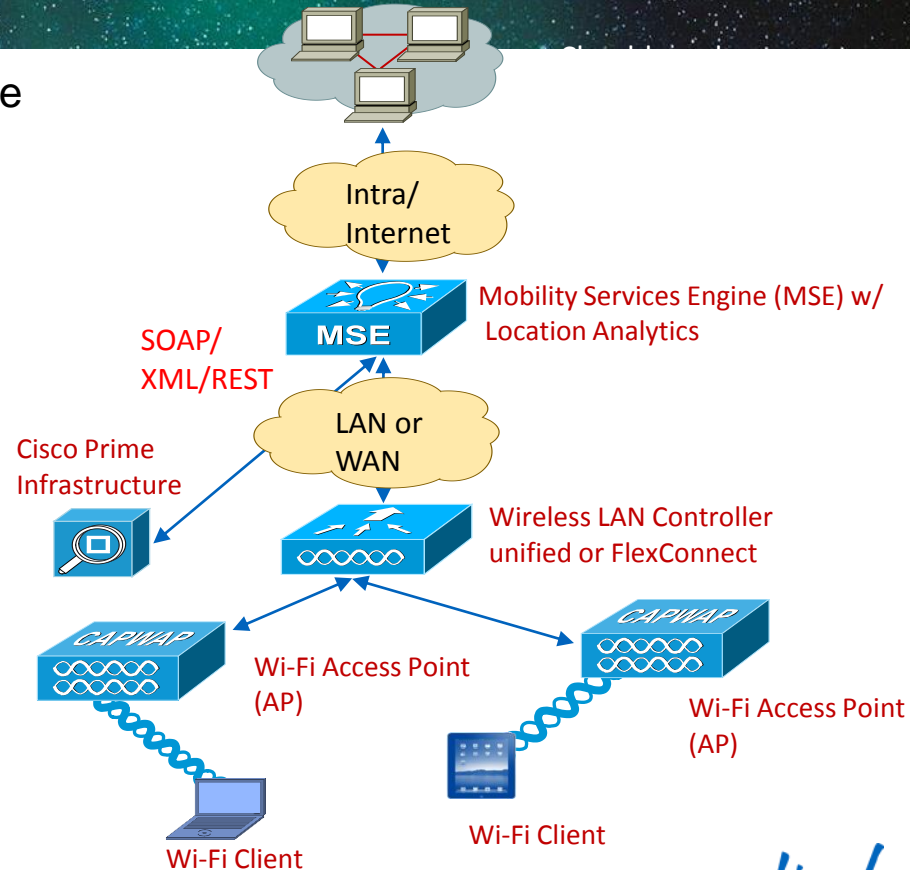 e
Intra/
Internet
Mobility Services Engine (MSE) w/
Location Analytics
MSE
SOAP/
XML/REST
LAN or
WAN
Cisco Prime
Infrastructure
Wireless LAN Controller
unified or FlexConnect
CAPWAP
CAPWAP
Wi-Fi Access Point
(AP)
Wi-Fi Access Point
(AP)
Wi-Fi Client
Wi-Fi Client